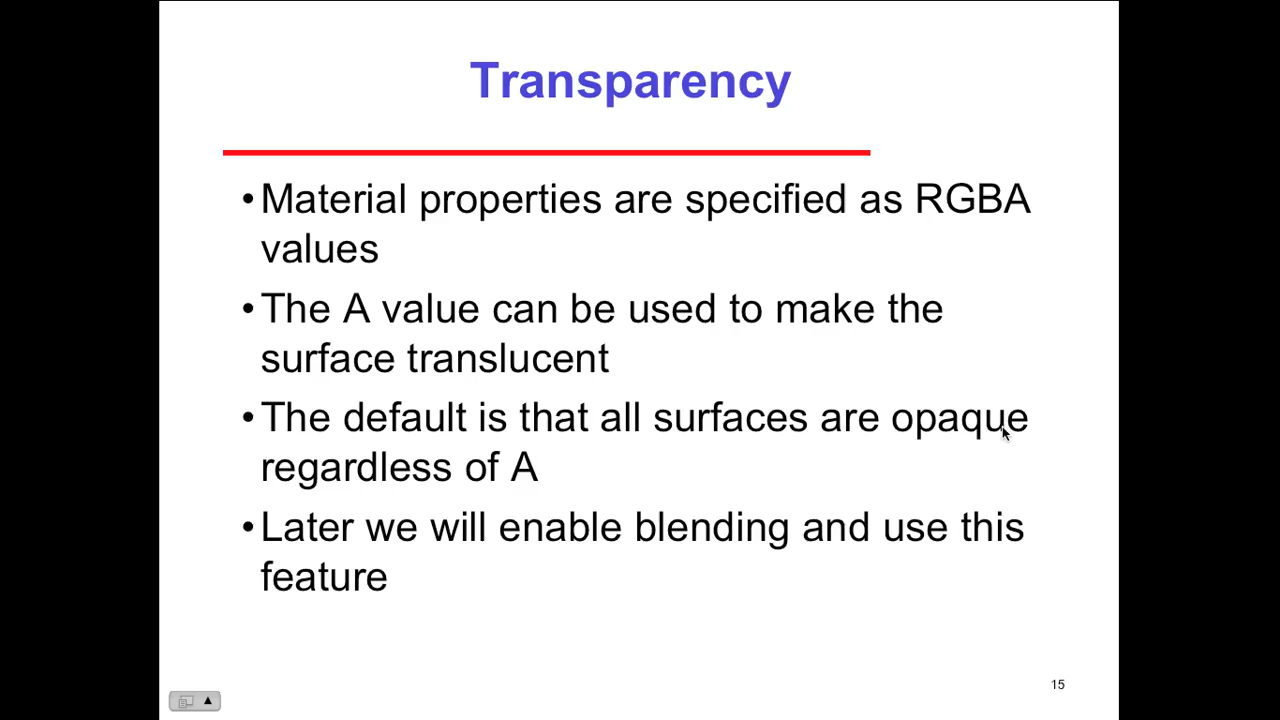 Transparency
•Material properties are specified as RGBA
values
•The A value can be used to make the
surface translucent
•The default is that all surfaces are opaque
regardless of A
•Later we will enable blending and use this
feature
15